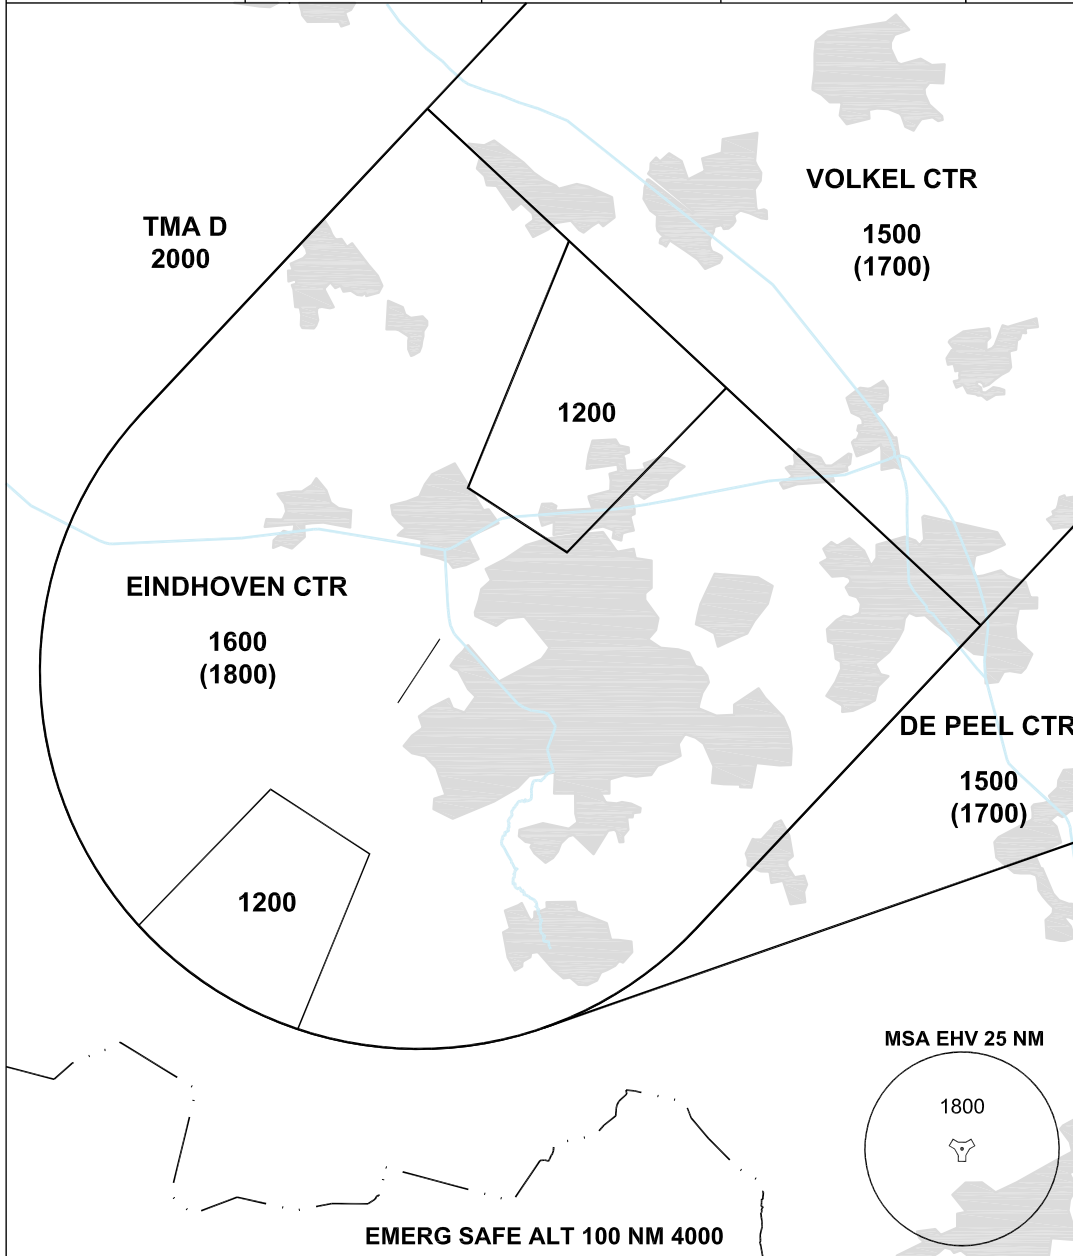 VOLKEL CTR
1500
(1700)
TMA D
2000
1200
EINDHOVEN CTR
1600
(1800)
DE PEEL CTR
1500
(1700)
1200
MSA EHV 25 NM
1800
EMERG SAFE ALT 100 NM 4000